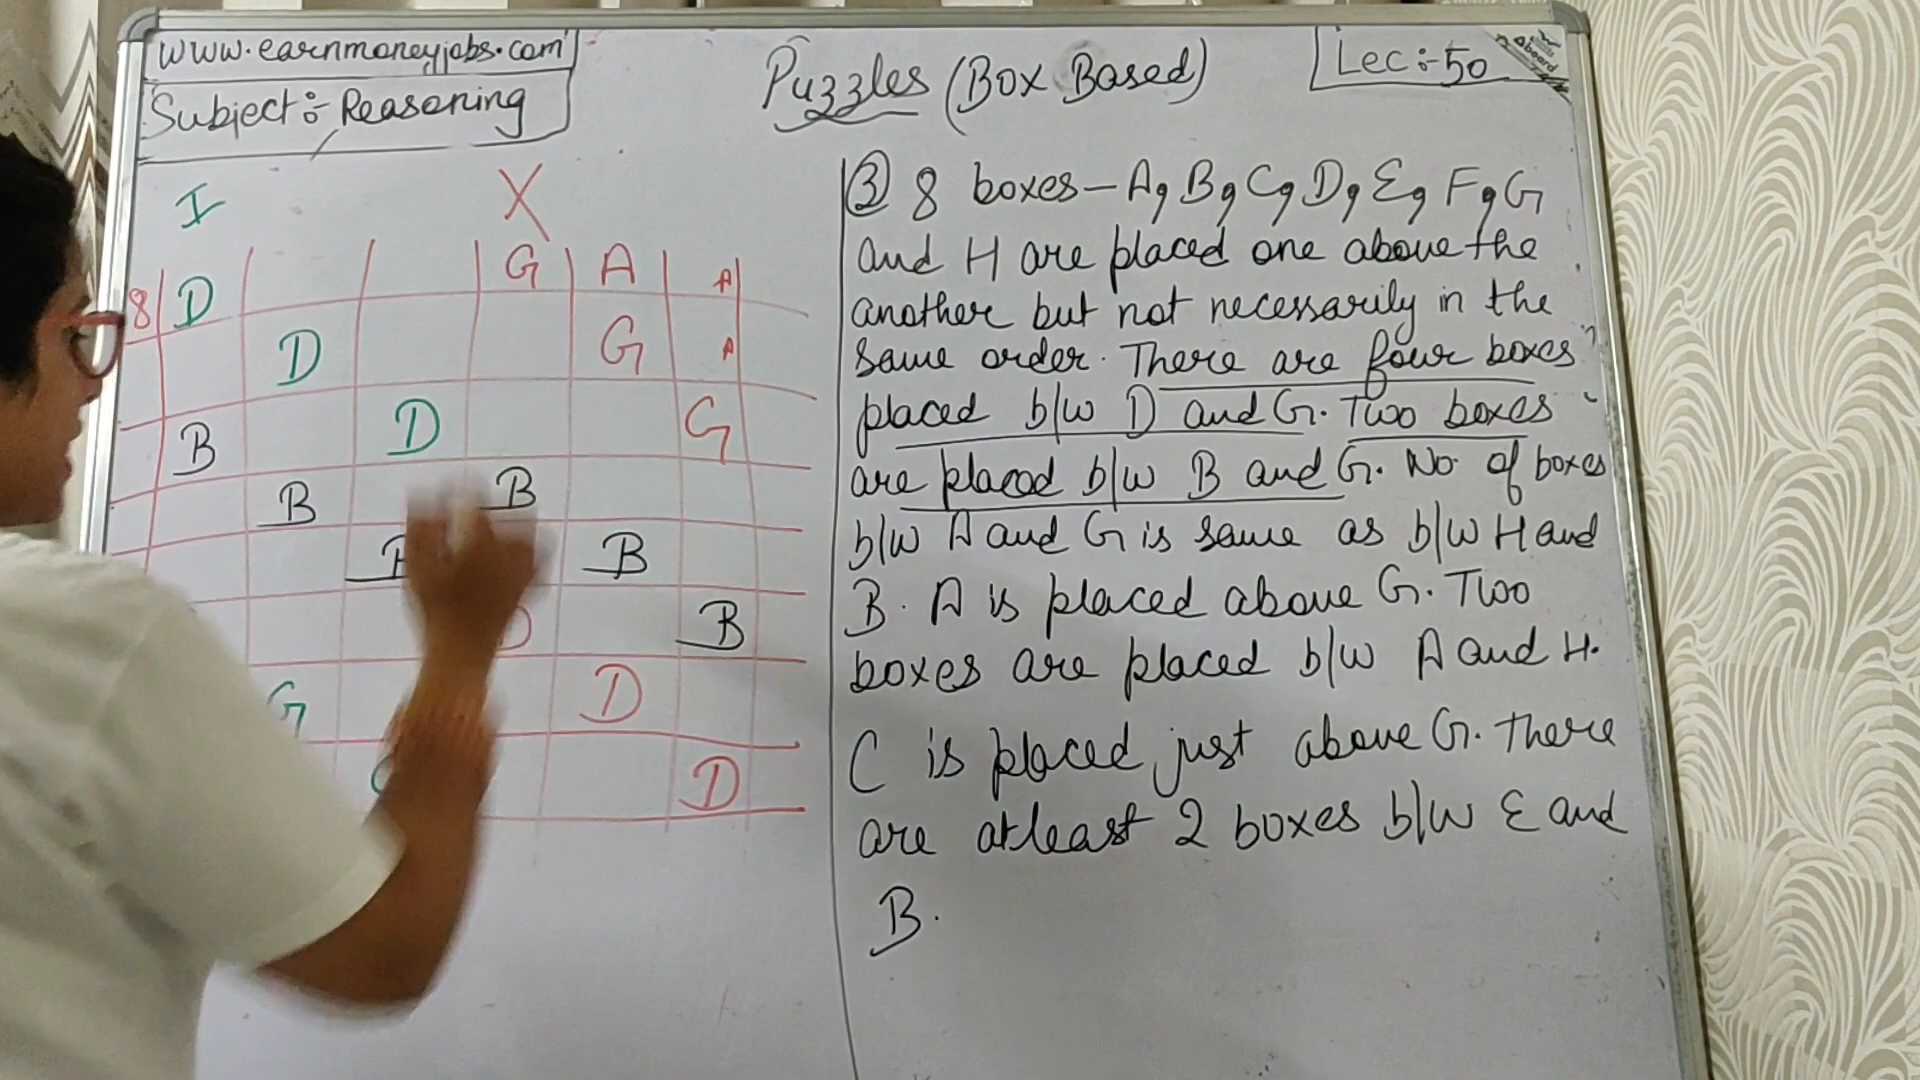 www.earnmoneyjobs.com
Subject:- Reasoning
Puzzles (Box Based)
Lec:-50
Aboard
I X
G A A
8 D
D G A
B D G
B B
B
B
G D
D
③ 8 boxes - A, B, C, D, E, F, G
and H are placed one above the
another but not necessarily in the
same order. There are four boxes
placed b/w D and G. Two boxes
are placed b/w B and G. No. of boxes
b/w A and G is same as b/w H and
B. A is placed above G. Two
boxes are placed b/w A and H.
C is placed just above G. There
are atleast 2 boxes b/w E and
B.